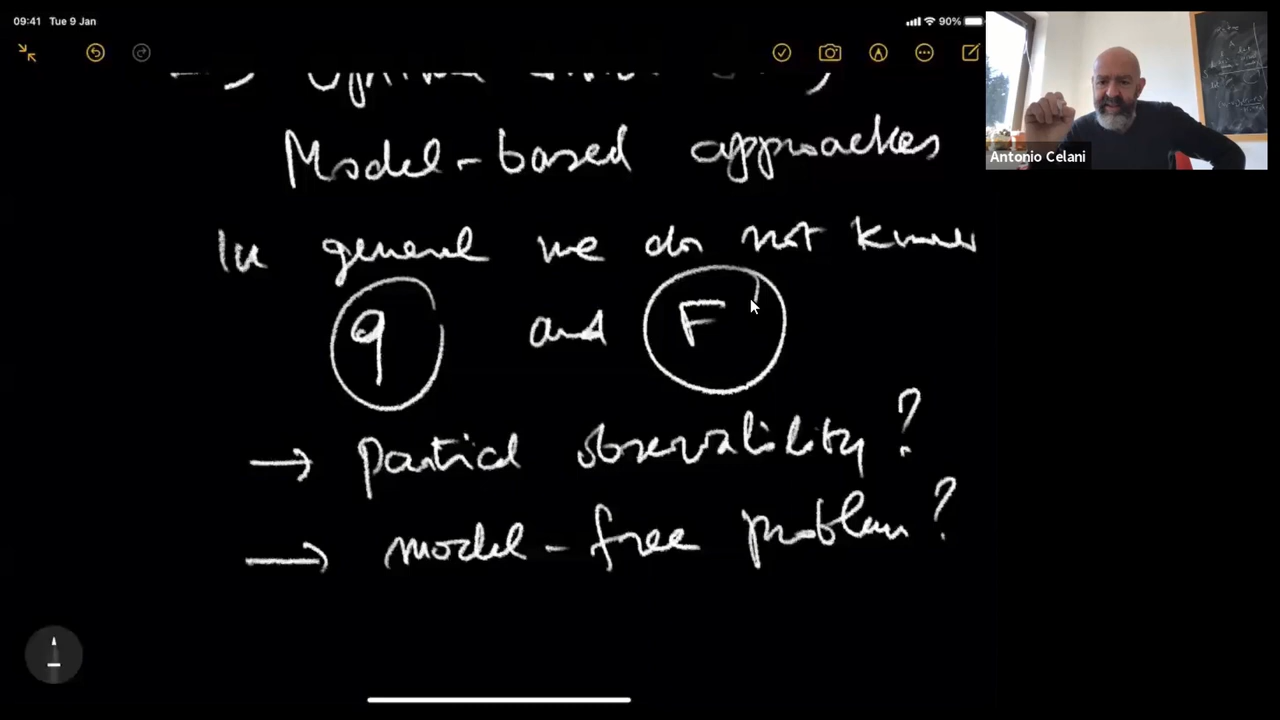 09:41 Tue 9 Jan 90%
Model-based approaches
In general we do not know
q and F
→ Partial observability?
→ model-free problem?
Antonio Celani